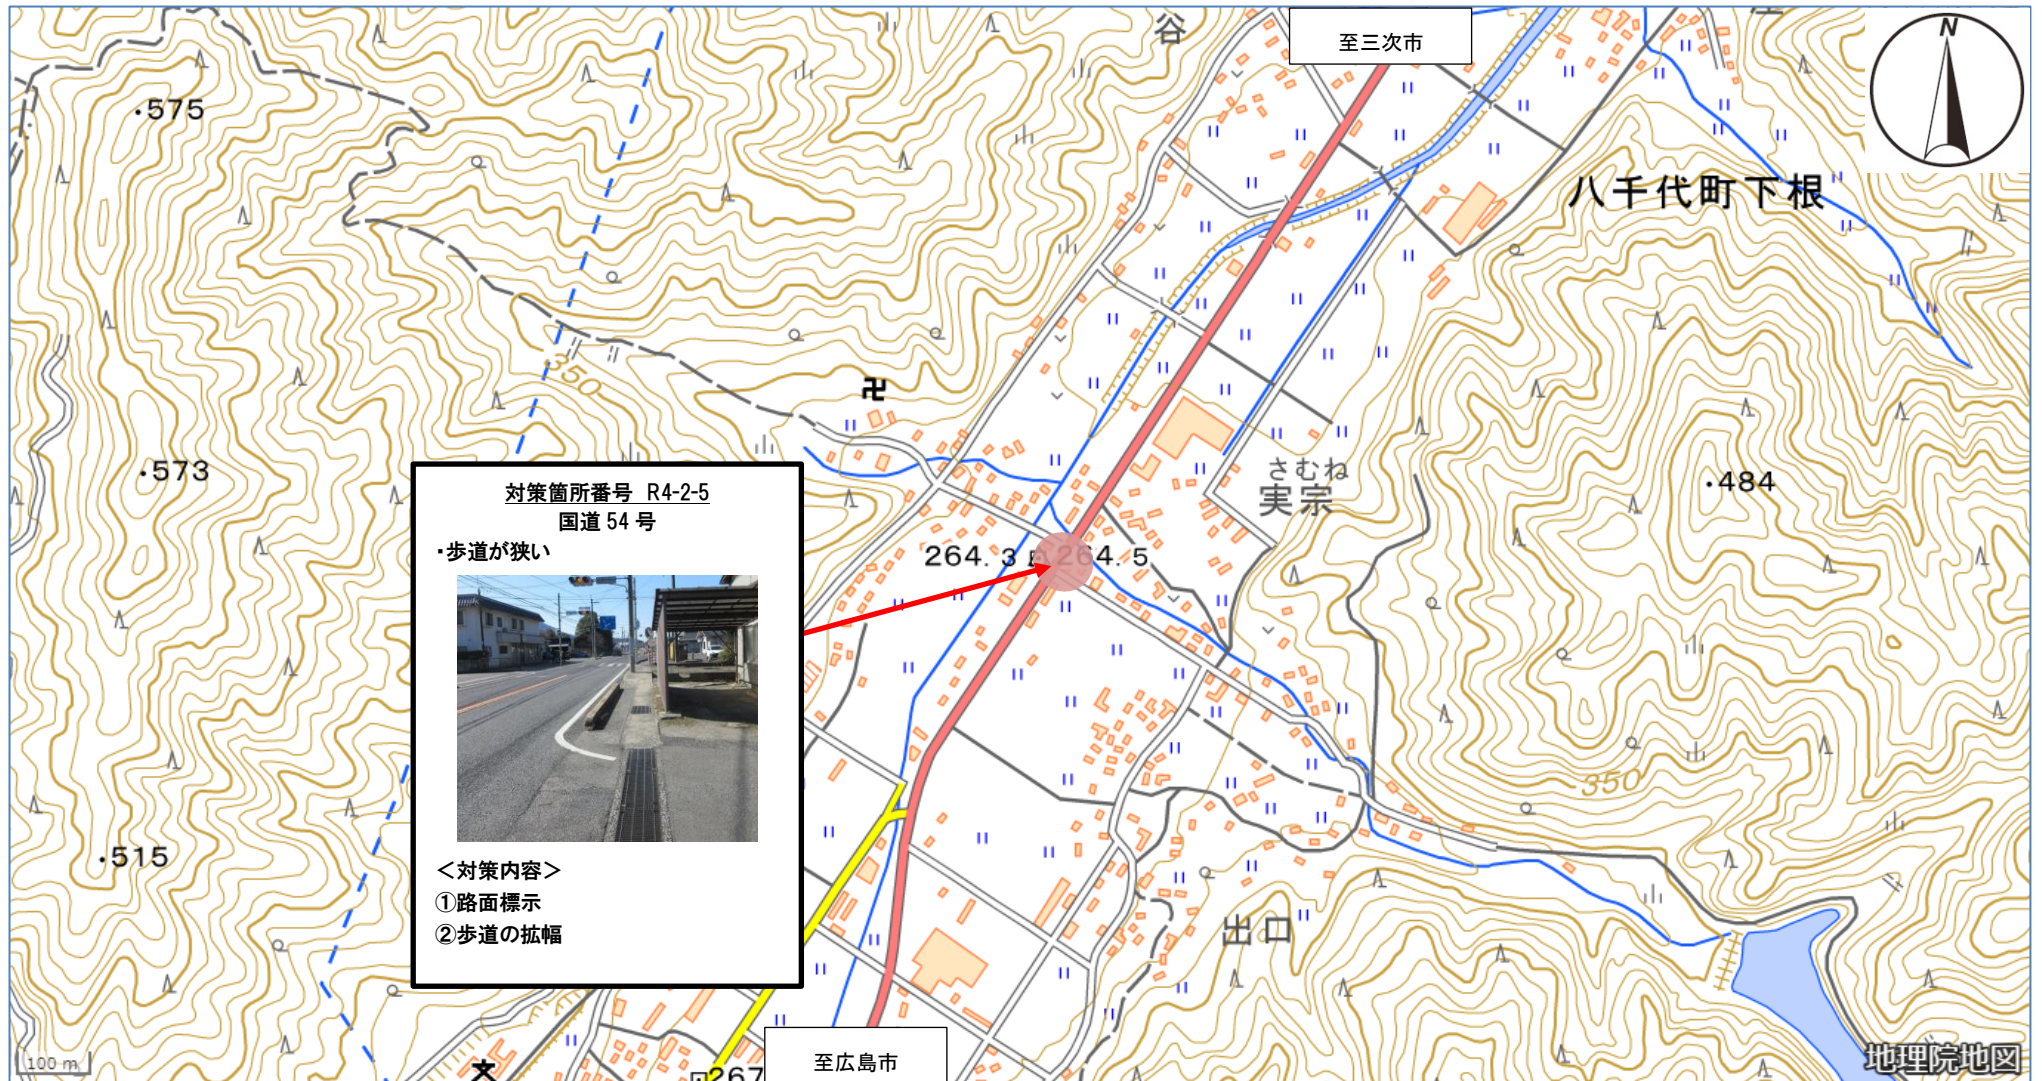 谷
至三次市
N
575
八千代町下根
350
573
さむね
実宗
484
対策箇所番号 R4-2-5
国道 54 号
・歩道が狭い
264.3
264.5
350
515
<対策内容>
①路面標示
②歩道の拡幅
出口
至広島市
267
100 m
地理院地図